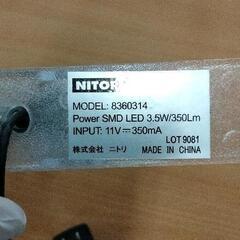 NITORI
MODEL: 8360314
Power SMD LED 3.5W/350Lm
INPUT: 11V⎓350mA
LOT 9081
株式会社 ニトリ MADE IN CHINA